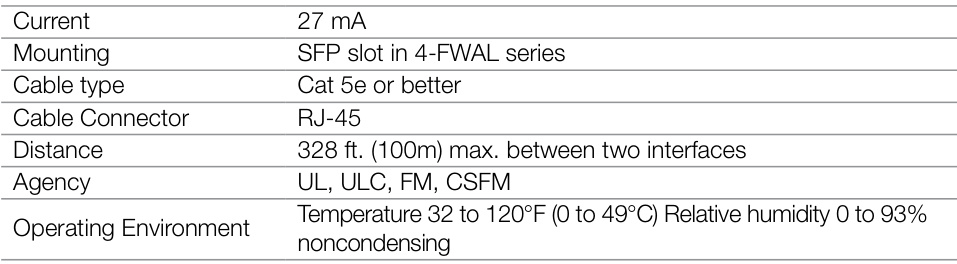 Current 27 mA
Mounting SFP slot in 4-FWAL series
Cable type Cat 5e or better
Cable Connector RJ-45
Distance 328 ft. (100m) max. between two interfaces
Agency UL, ULC, FM, CSFM
Operating Environment Temperature 32 to 120°F (0 to 49°C) Relative humidity 0 to 93%
noncondensing